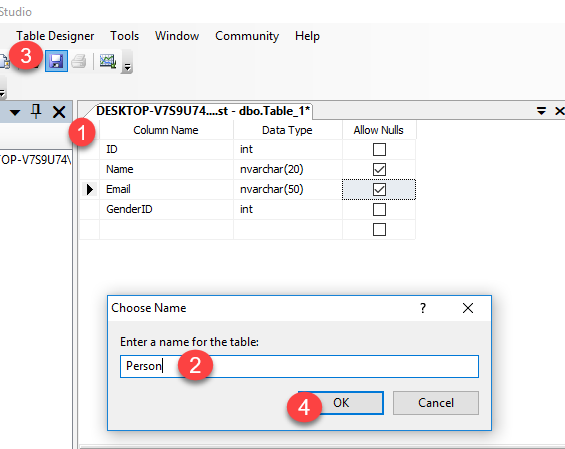 Studio
Table Designer Tools Window Community Help
3
DESKTOP-V7S9U74....st - dbo.Table_1*
1
Column Name Data Type Allow Nulls
ID int
TOP-V7S9U74\
Name nvarchar(20)
Email nvarchar(50)
GenderID int
Choose Name ?
Enter a name for the table:
Person 2
4 OK Cancel